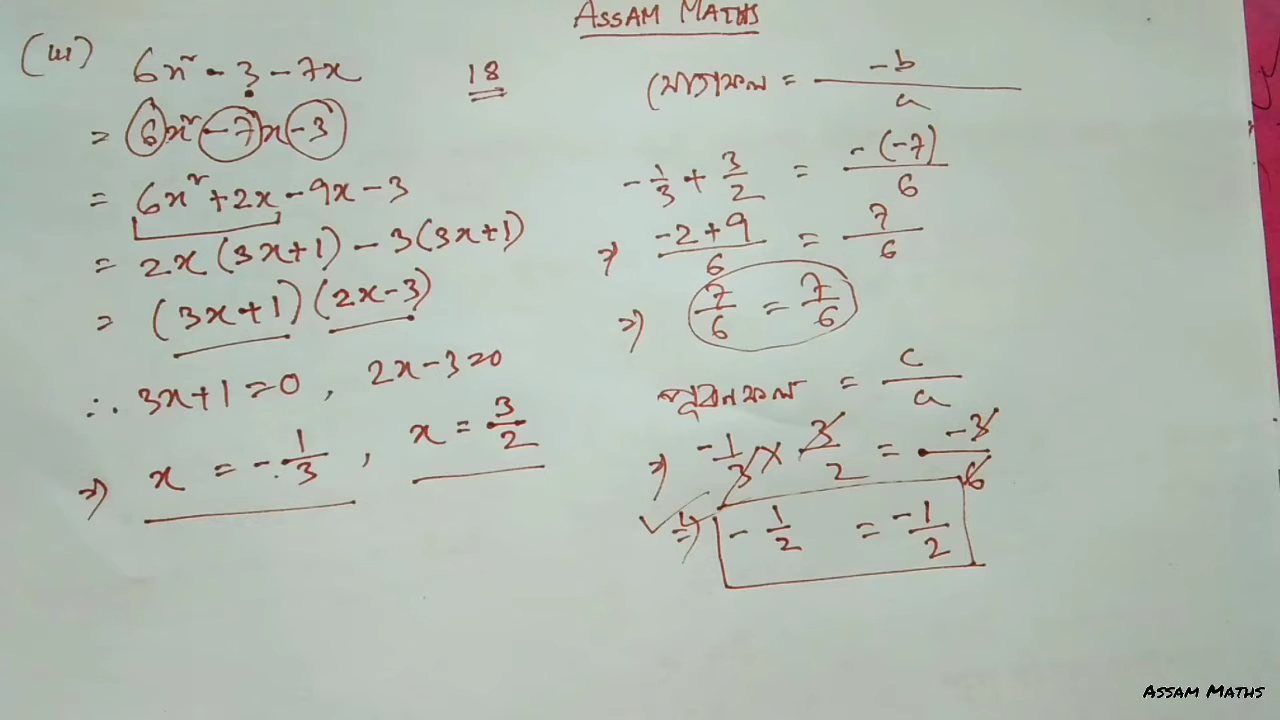 ASSAM MATHS
(iii) 6x² - 3 - 7x
18
= 6x² - 7x - 3
= 6x² + 2x - 9x - 3
= 2x (3x+1) - 3(3x+1)
= (3x+1) (2x-3)
∴ 3x+1 = 0 , 2x-3=0
⇒ x = -1/3 , x = 3/2
যোগফল = -b/a
-1/3 + 3/2 = -(-7)/6
⇒ (-2+9)/6 = 7/6
⇒ 7/6 = 7/6
পূৰণফল = c/a
⇒ -1/3 × 3/2 = -3/6
⇒ -1/2 = -1/2
ASSAM MATHS